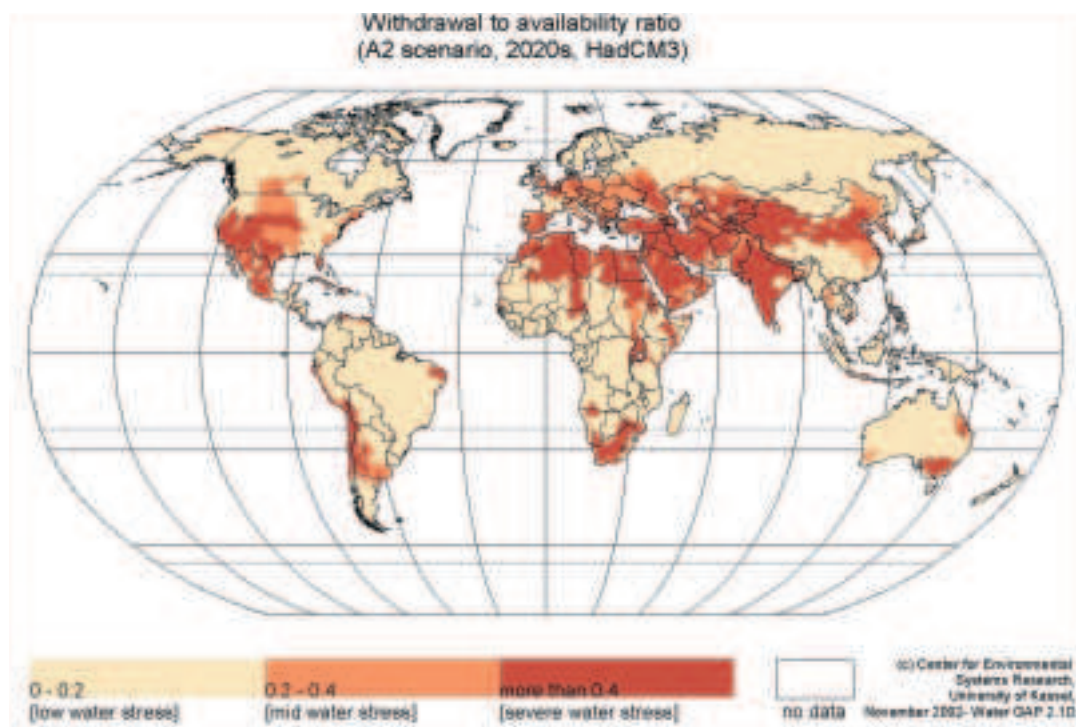 Withdrawal to availability ratio
(A2 scenario, 2020s, HadCM3)
0 - 0.2
[low water stress]
0.2 - 0.4
[mid water stress]
more than 0.4
[severe water stress]
no data
(c) Center for Environmental
Systems Research,
University of Kassel,
November 2002- Water GAP 2.1D